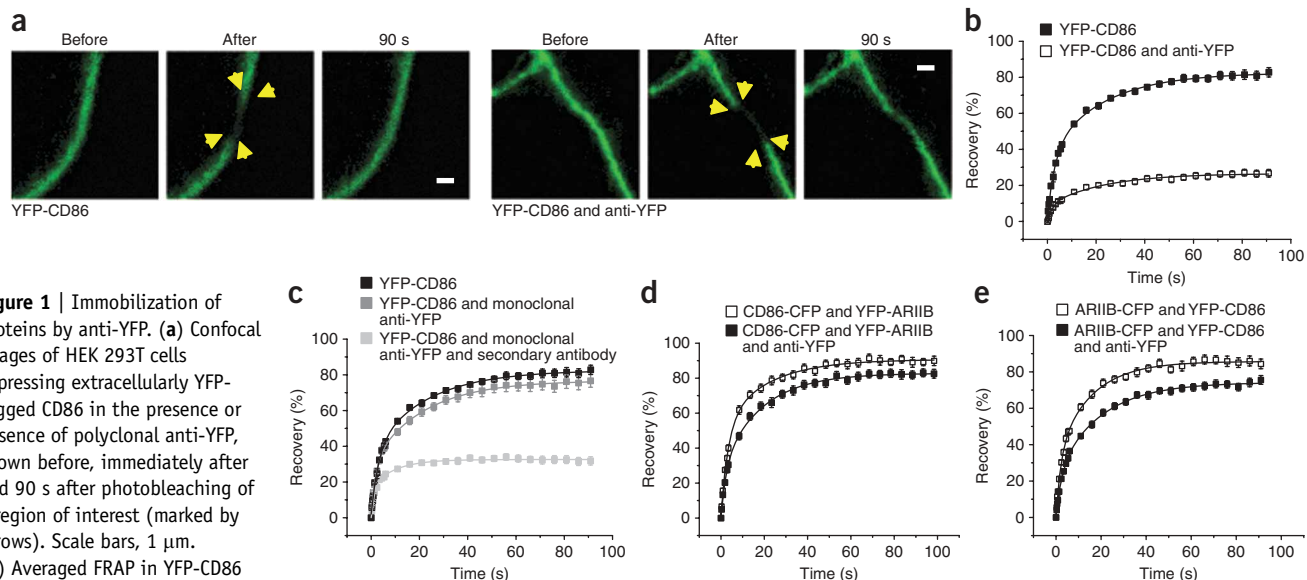 a
Before After 90 s
YFP-CD86
Before After 90 s
YFP-CD86 and anti-YFP
b
YFP-CD86
YFP-CD86 and anti-YFP
Recovery (%)
100
80
60
40
20
0
0 20 40 60 80 100
Time (s)
gure 1 | Immobilization of
oteins by anti-YFP. (a) Confocal
ages of HEK 293T cells
pressing extracellularly YFP-
gged CD86 in the presence or
sence of polyclonal anti-YFP,
own before, immediately after
d 90 s after photobleaching of
region of interest (marked by
rows). Scale bars, 1 μm.
) Averaged FRAP in YFP-CD86
c
YFP-CD86
YFP-CD86 and monoclonal
anti-YFP
YFP-CD86 and monoclonal
anti-YFP and secondary antibody
Recovery (%)
100
80
60
40
20
0
0 20 40 60 80 100
Time (s)
d
CD86-CFP and YFP-ARIIB
CD86-CFP and YFP-ARIIB
and anti-YFP
Recovery (%)
100
80
60
40
20
0
0 20 40 60 80 100
Time (s)
e
ARIIB-CFP and YFP-CD86
ARIIB-CFP and YFP-CD86
and anti-YFP
Recovery (%)
100
80
60
40
20
0
0 20 40 60 80 100
Time (s)